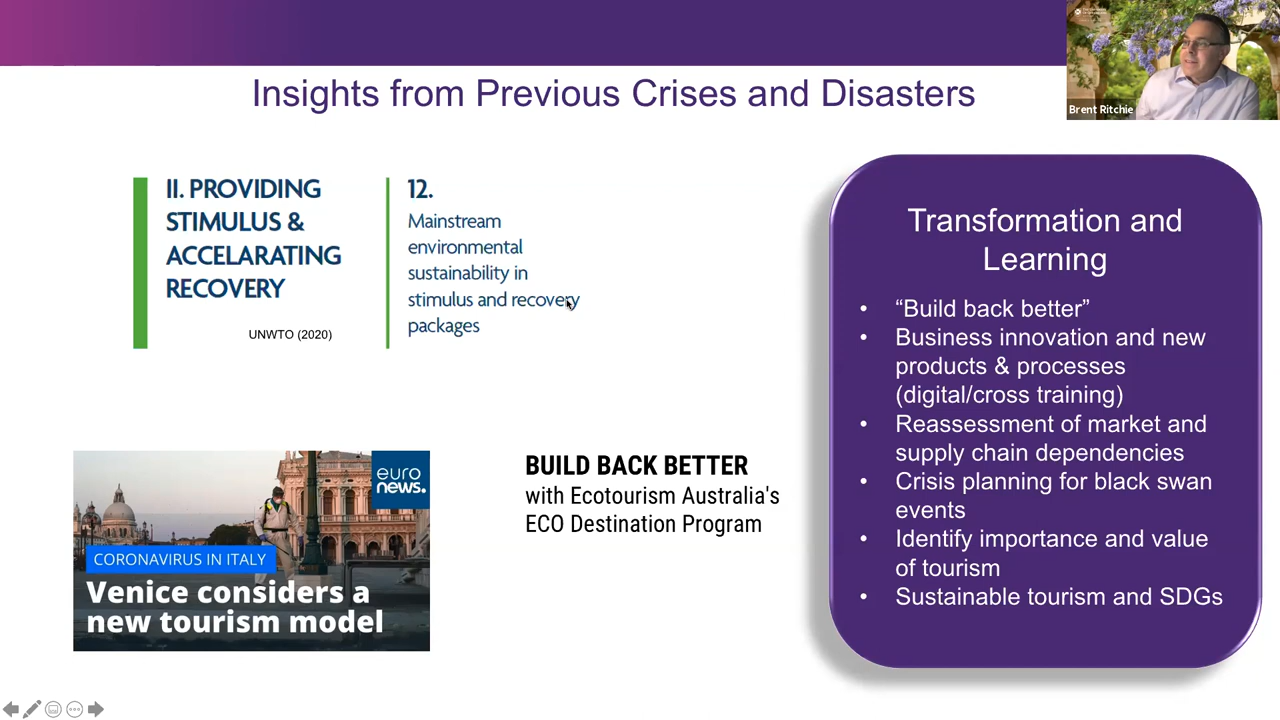 Insights from Previous Crises and Disasters
Brent Ritchie
II. PROVIDING
STIMULUS &
ACCELARATING
RECOVERY
UNWTO (2020)
12.
Mainstream
environmental
sustainability in
stimulus and recovery
packages
euro
news.
CORONAVIRUS IN ITALY
Venice considers a
new tourism model
BUILD BACK BETTER
with Ecotourism Australia's
ECO Destination Program
Transformation and
Learning
• “Build back better”
• Business innovation and new
products & processes
(digital/cross training)
• Reassessment of market and
supply chain dependencies
• Crisis planning for black swan
events
• Identify importance and value
of tourism
• Sustainable tourism and SDGs